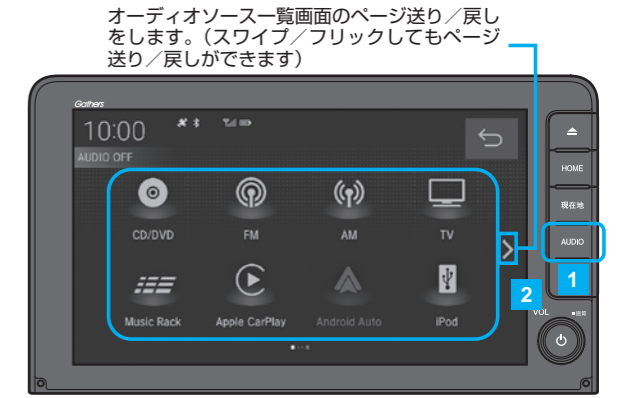 オーディオソース一覧画面のページ送り／戻し
をします。（スワイプ／フリックしてもページ
送り／戻しができます）
Gathers
10:00
AUDIO OFF
HOME
現在地
AUDIO
CD/DVD
FM
AM
TV
1
2
Music Rack
Apple CarPlay
Android Auto
iPod
VOL